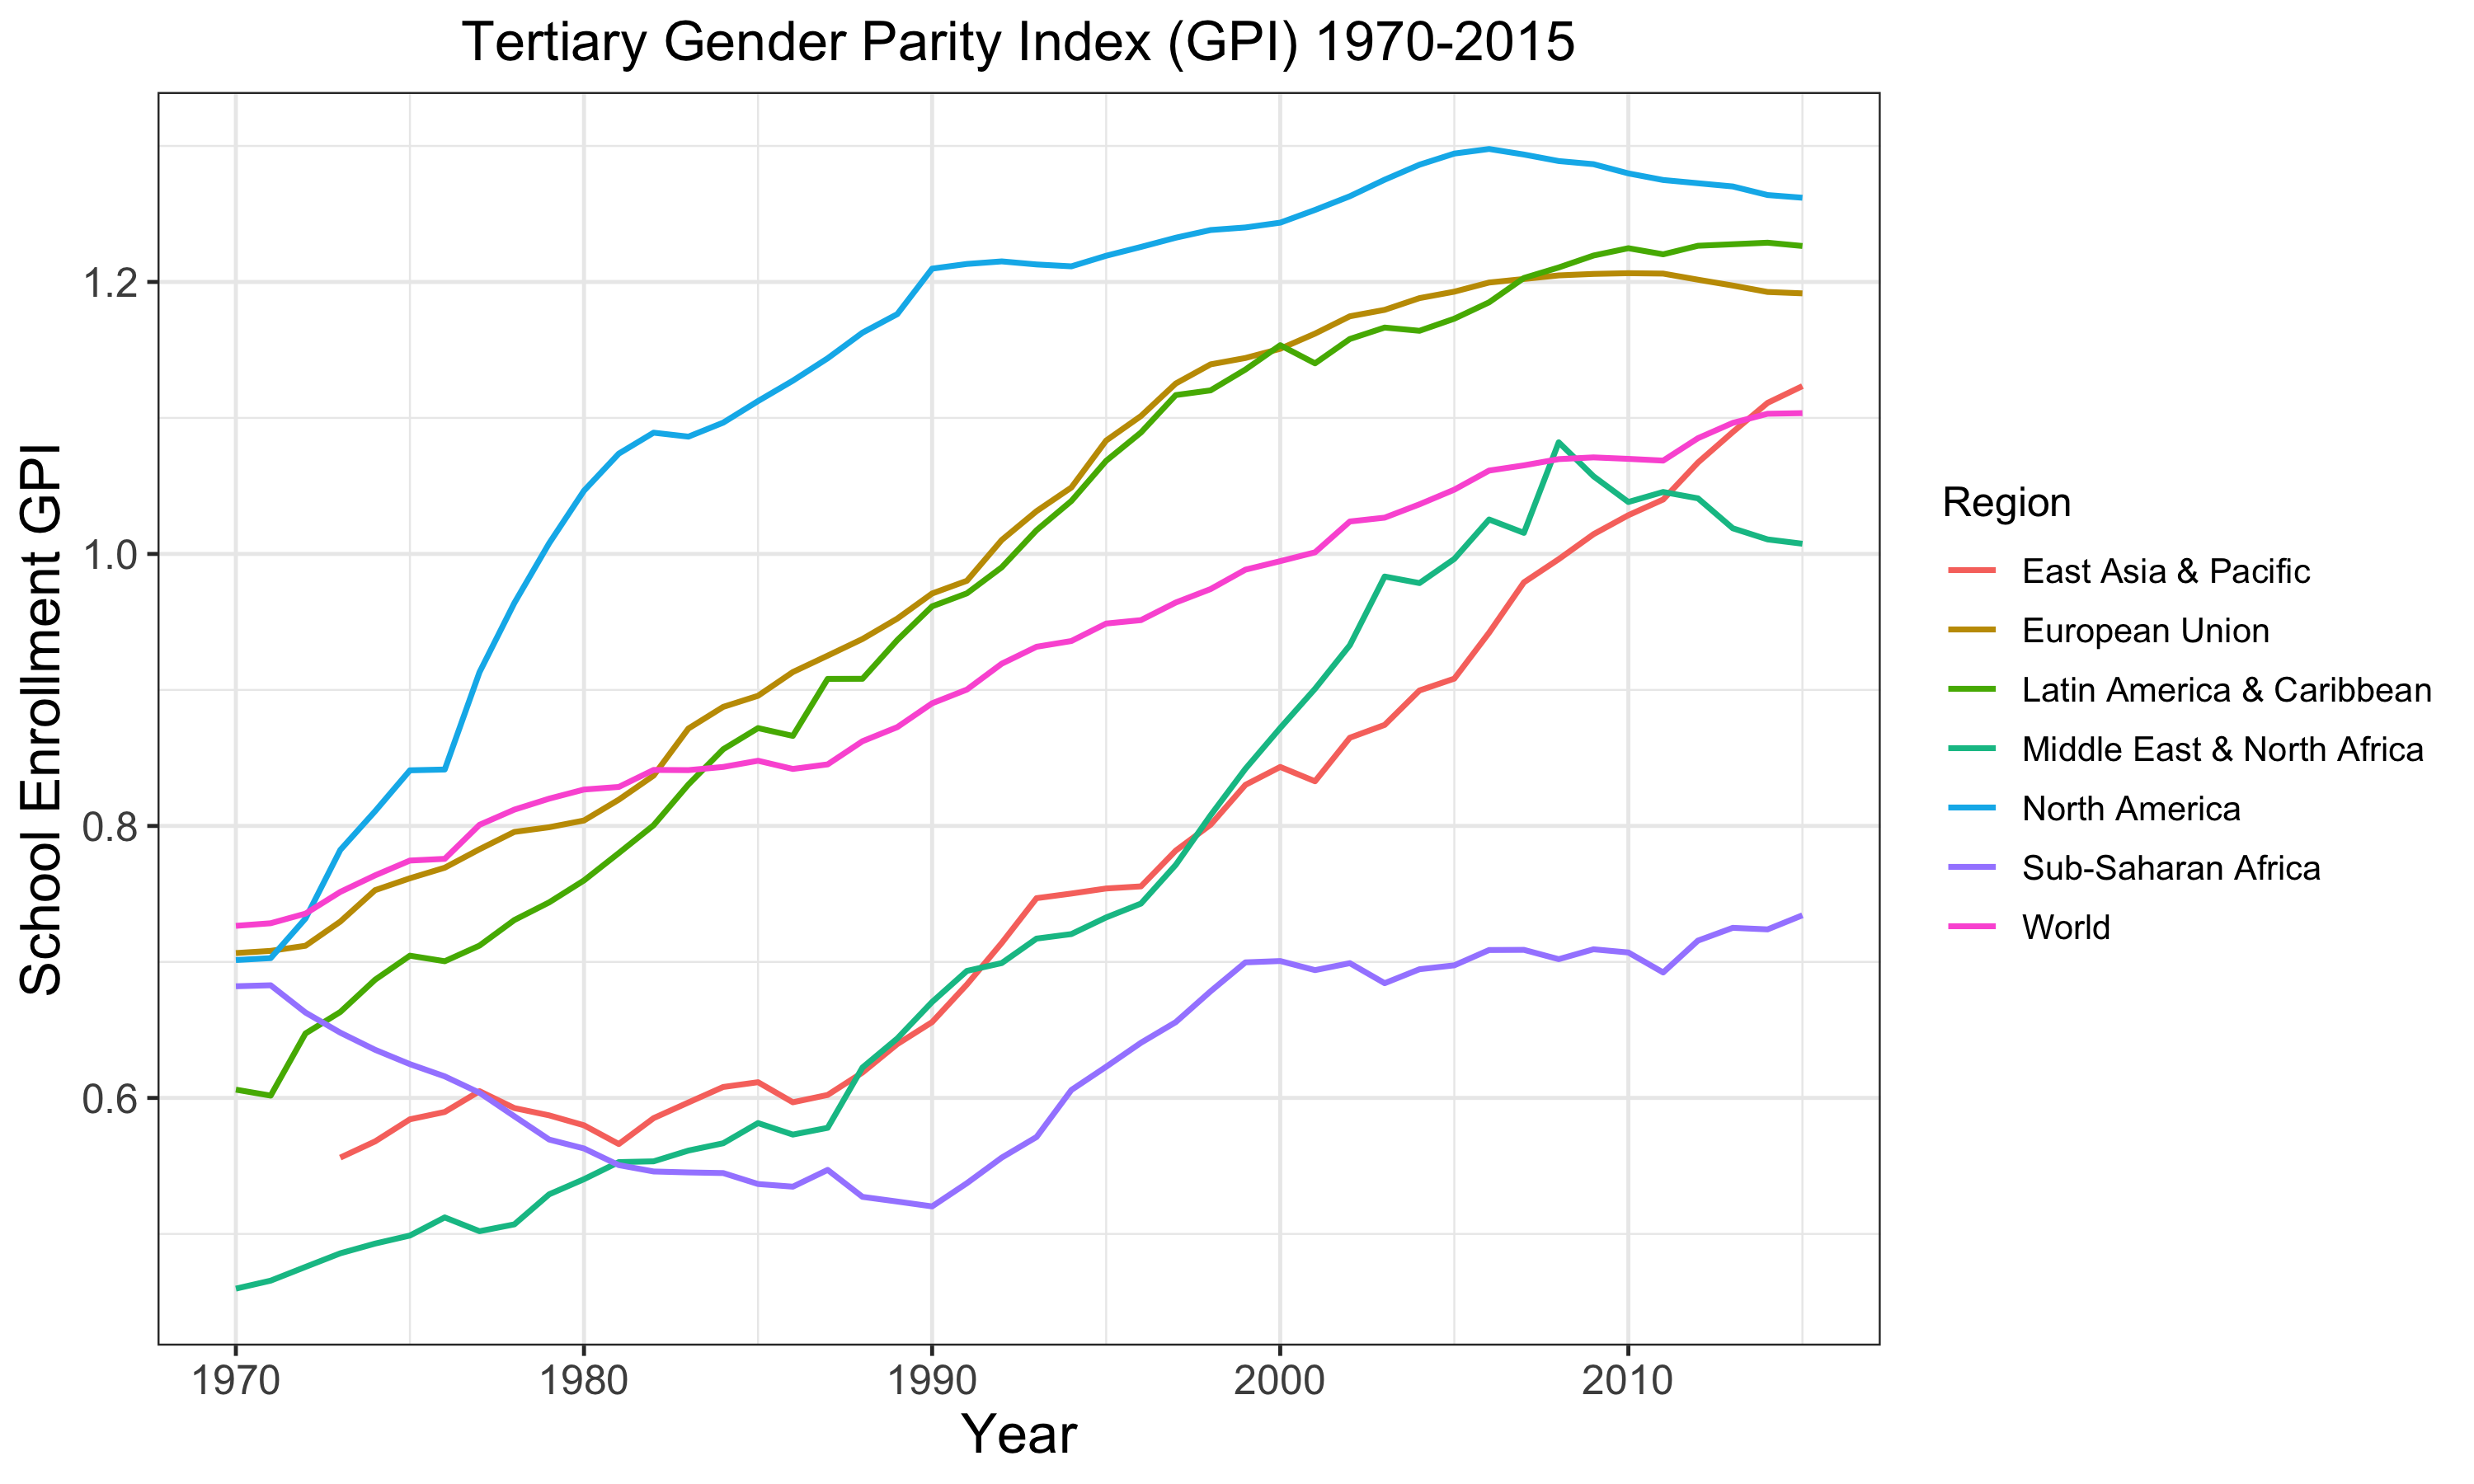 Tertiary Gender Parity Index (GPI) 1970-2015
School Enrollment GPI
1.2
1.0
0.8
0.6
1970
1980
1990
2000
2010
Year
Region
East Asia & Pacific
European Union
Latin America & Caribbean
Middle East & North Africa
North America
Sub-Saharan Africa
World